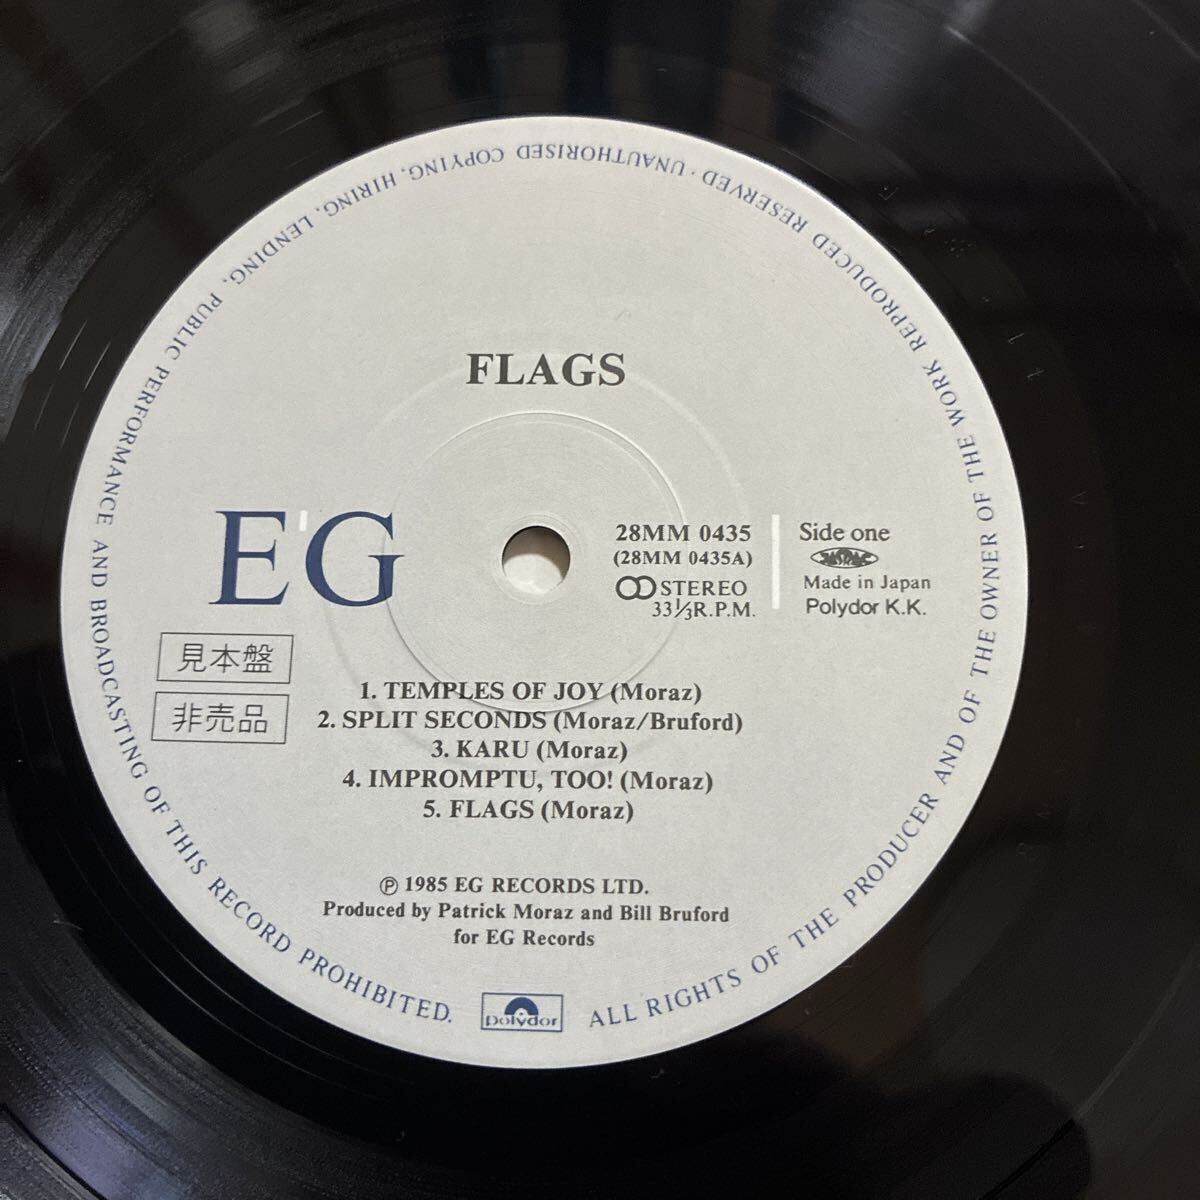 FLAGS
EG
28MM 0435
(28MM 0435A)
STEREO
33⅓R.P.M.
Side one
JASRAC
Made in Japan
Polydor K.K.
見本盤
非売品
1. TEMPLES OF JOY (Moraz)
2. SPLIT SECONDS (Moraz/Bruford)
3. KARU (Moraz)
4. IMPROMPTU, TOO! (Moraz)
5. FLAGS (Moraz)
Ⓟ 1985 EG RECORDS LTD.
Produced by Patrick Moraz and Bill Bruford
for EG Records
polydor
ALL RIGHTS OF THE PRODUCER AND OF THE OWNER OF THE WORK REPRODUCED RESERVED · UNAUTHORISED COPYING, HIRING, LENDING, PUBLIC PERFORMANCE AND BROADCASTING OF THIS RECORD PROHIBITED.